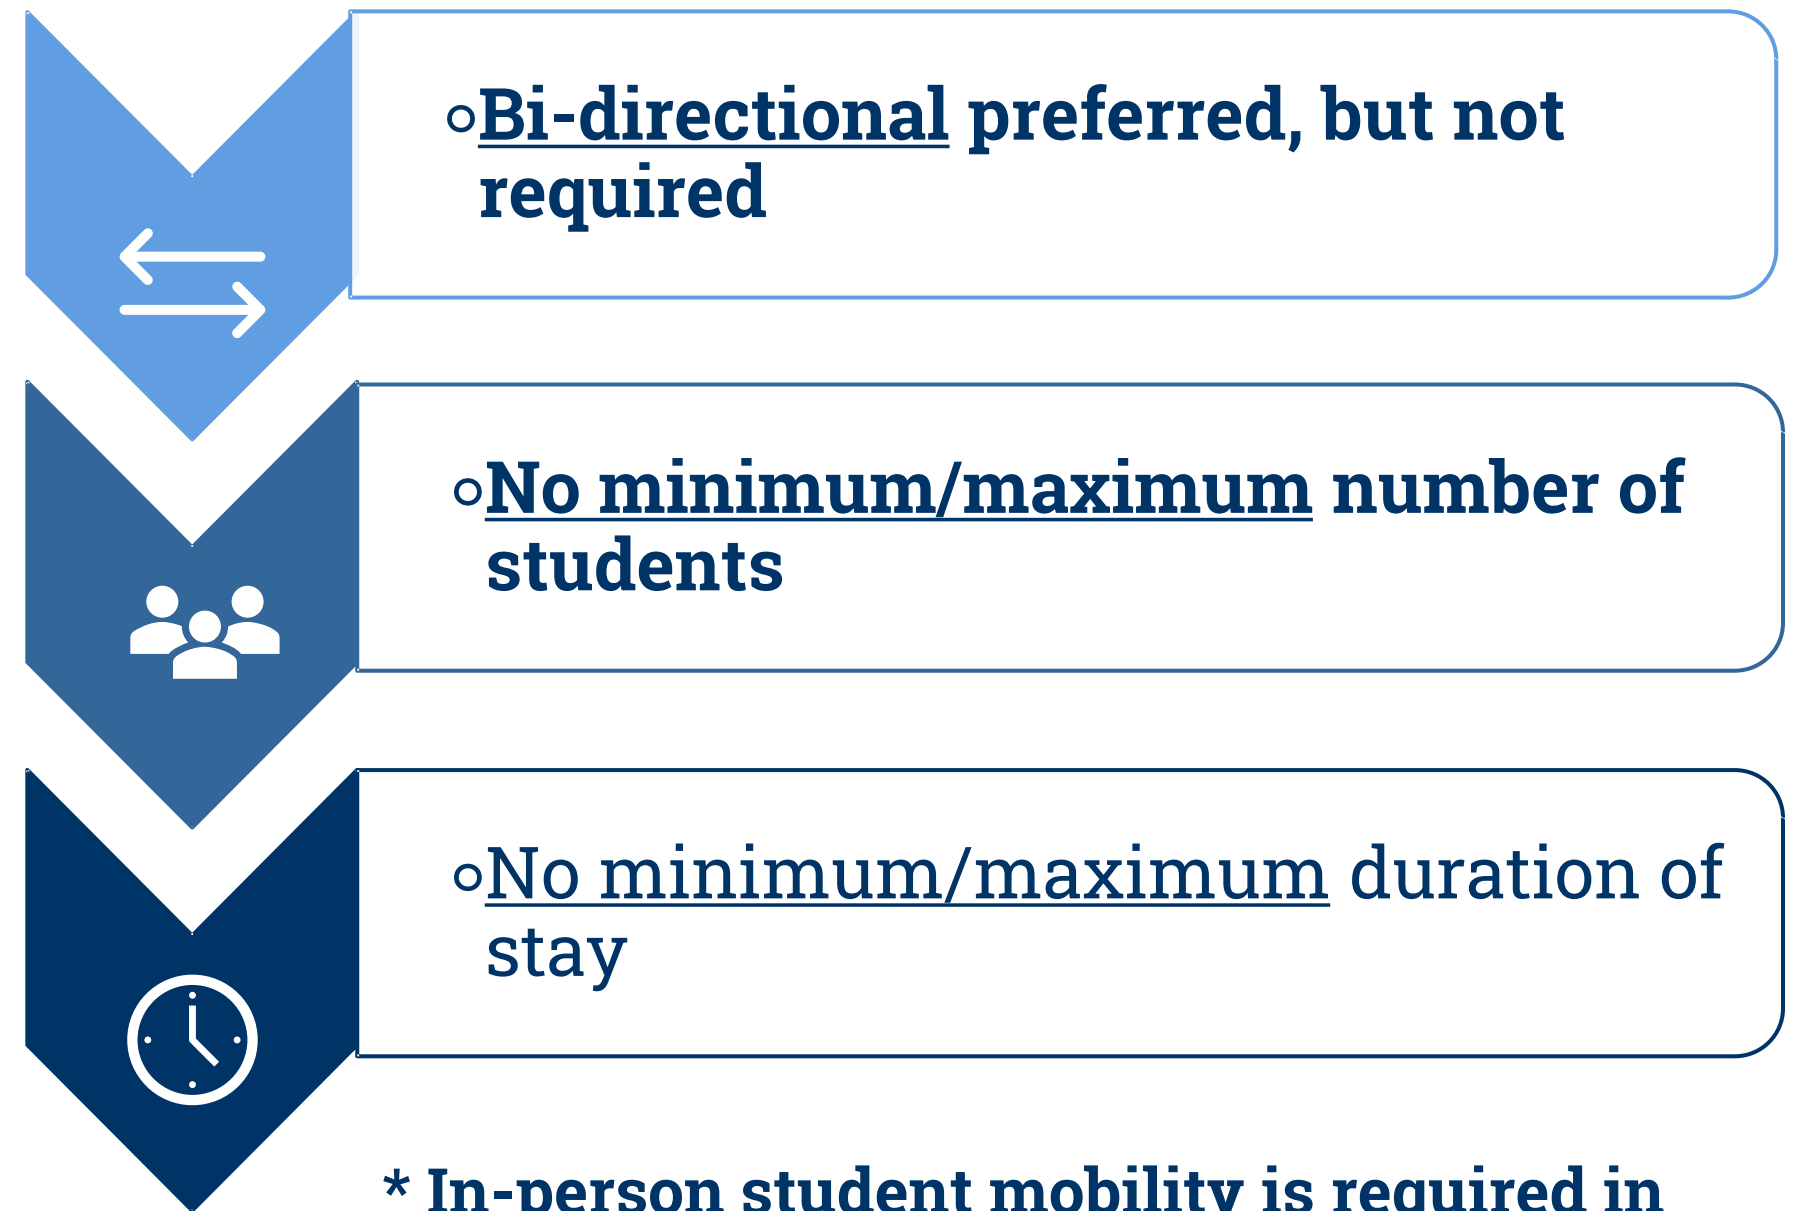 ◦Bi-directional preferred, but not
required
◦No minimum/maximum number of
students
◦No minimum/maximum duration of
stay
* In-person student mobility is required in